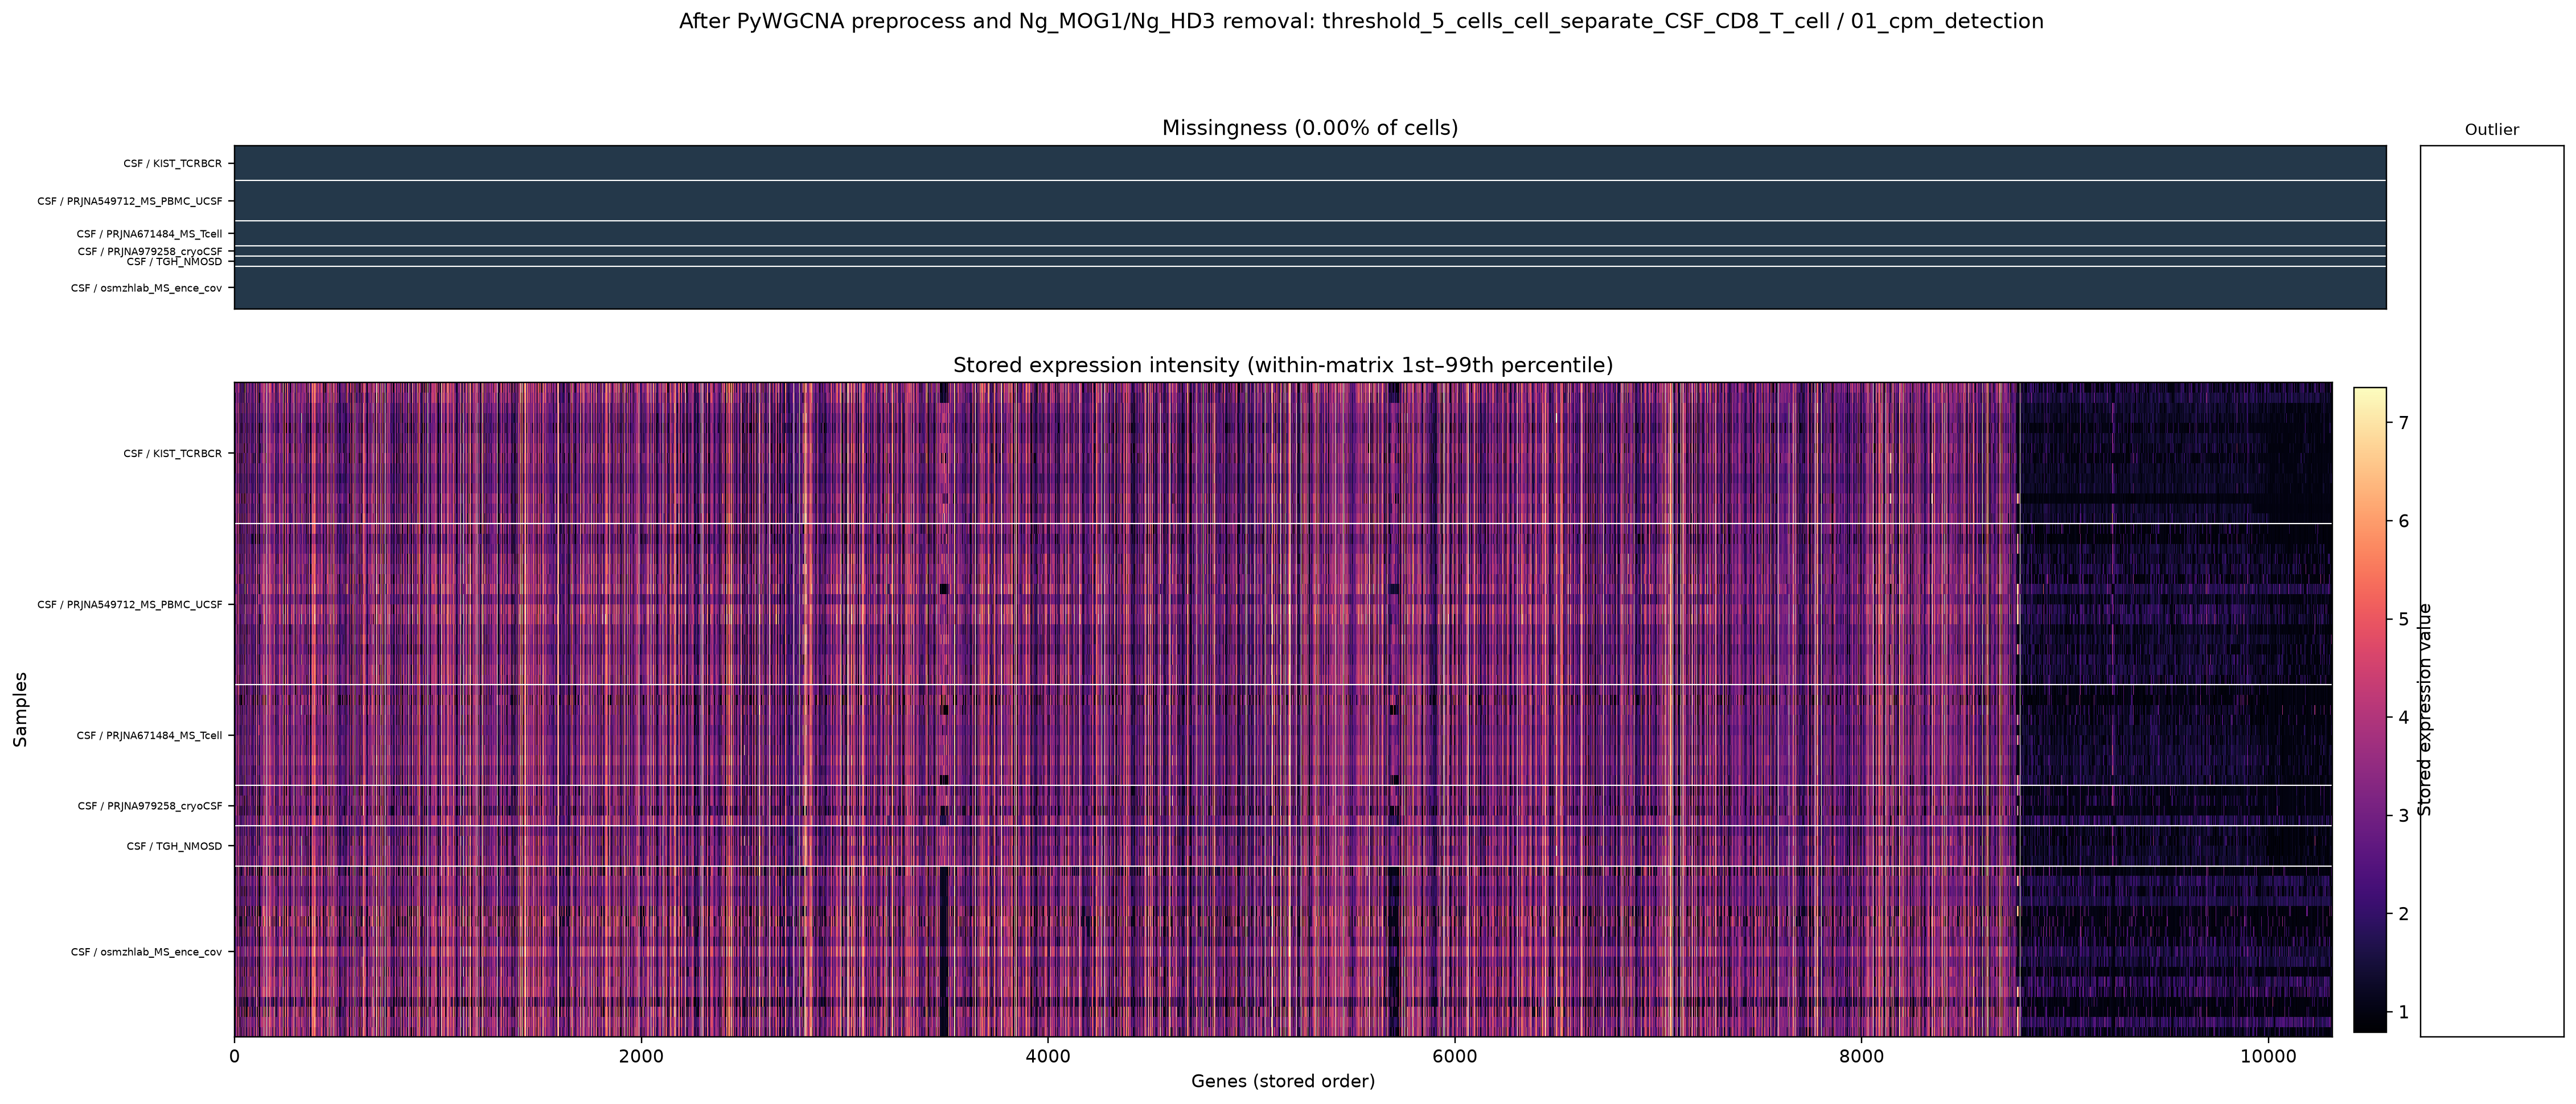 After PyWGCNA preprocess and Ng_MOG1/Ng_HD3 removal: threshold_5_cells_cell_separate_CSF_CD8_T_cell / 01_cpm_detection
Missingness (0.00% of cells)
Outlier
CSF / KIST_TCRBCR
CSF / PRJNA549712_MS_PBMC_UCSF
CSF / PRJNA671484_MS_Tcell
CSF / PRJNA979258_cryoCSF
CSF / TGH_NMOSD
CSF / osmzhlab_MS_ence_cov
Stored expression intensity (within-matrix 1st–99th percentile)
Samples
CSF / KIST_TCRBCR
CSF / PRJNA549712_MS_PBMC_UCSF
CSF / PRJNA671484_MS_Tcell
CSF / PRJNA979258_cryoCSF
CSF / TGH_NMOSD
CSF / osmzhlab_MS_ence_cov
0 2000 4000 6000 8000 10000
Genes (stored order)
7
6
5
4
3
2
1
Stored expression value